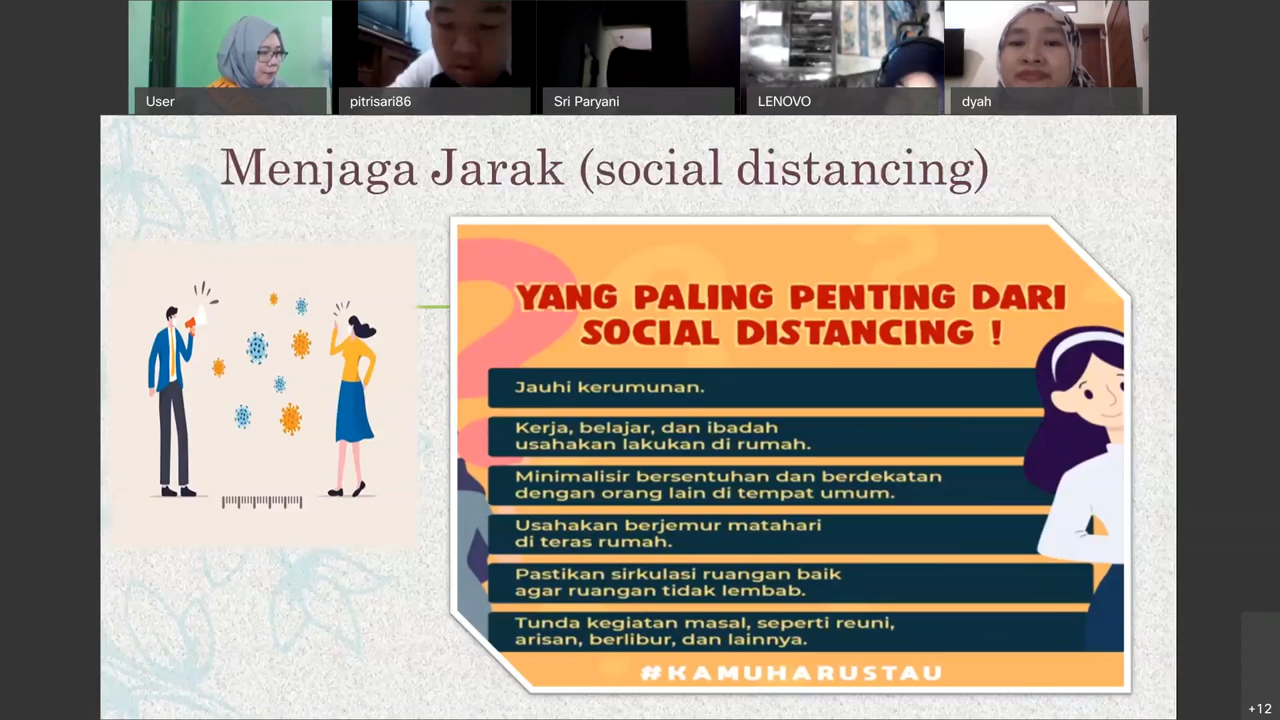 User
pitrisari86
Sri Paryani
LENOVO
dyah
Menjaga Jarak (social distancing)
YANG PALING PENTING DARI
SOCIAL DISTANCING !
Jauhi kerumunan.
Kerja, belajar, dan ibadah
usahakan lakukan di rumah.
Minimalisir bersentuhan dan berdekatan
dengan orang lain di tempat umum.
Usahakan berjemur matahari
di teras rumah.
Pastikan sirkulasi ruangan baik
agar ruangan tidak lembab.
Tunda kegiatan masal, seperti reuni,
arisan, berlibur, dan lainnya.
#KAMUHARUSTAU
+12